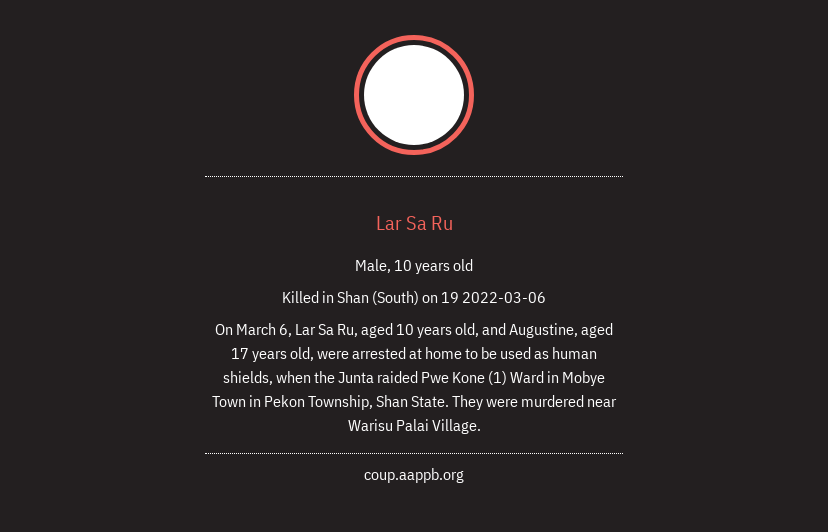 Lar Sa Ru
Male, 10 years old
Killed in Shan (South) on 19 2022-03-06
On March 6, Lar Sa Ru, aged 10 years old, and Augustine, aged
17 years old, were arrested at home to be used as human
shields, when the Junta raided Pwe Kone (1) Ward in Mobye
Town in Pekon Township, Shan State. They were murdered near
Warisu Palai Village.
coup.aappb.org